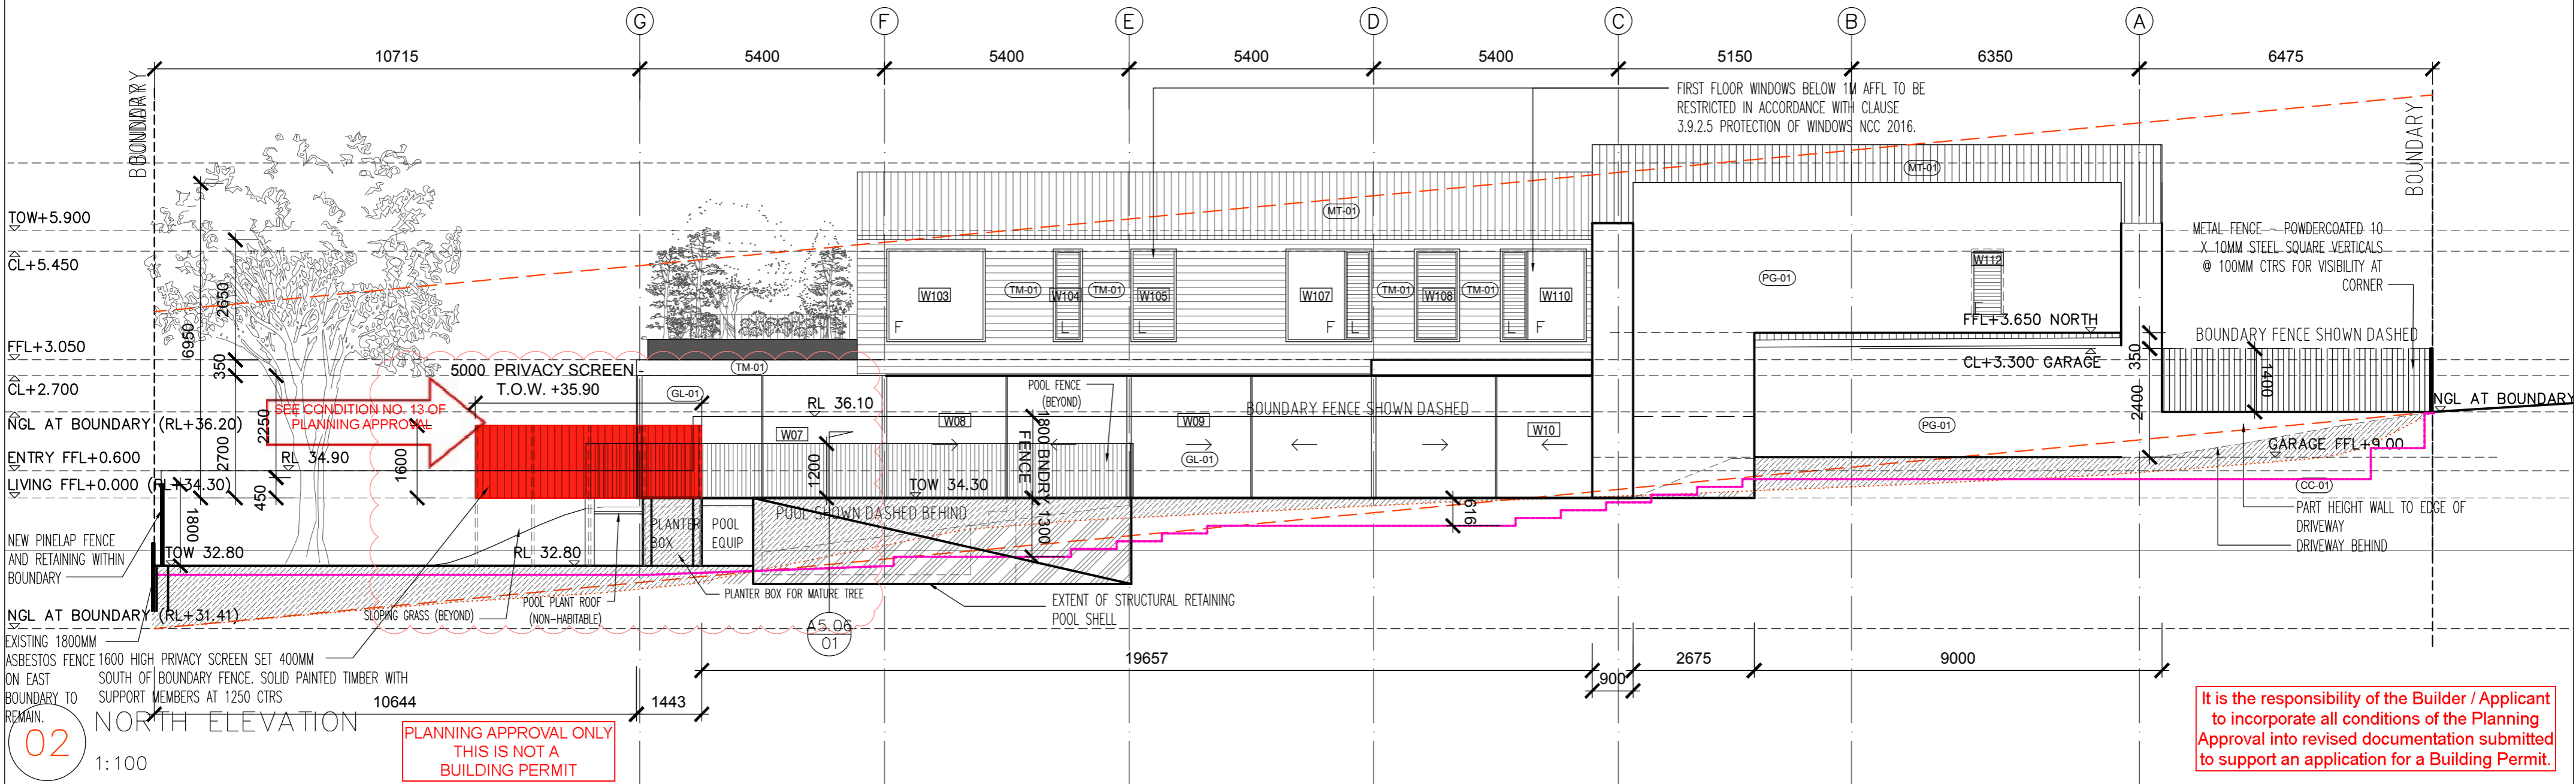 G
F
E
D
C
B
A
10715
5400
5400
5400
5400
5150
6350
6475
BOUNDARY
BOUNDARY
FIRST FLOOR WINDOWS BELOW 1M AFFL TO BE
RESTRICTED IN ACCORDANCE WITH CLAUSE
3.9.2.5 PROTECTION OF WINDOWS NCC 2016.
BOUNDARY
MT-01
MT-01
METAL FENCE - POWDERCOATED 10
X 10MM STEEL SQUARE VERTICALS
@ 100MM CTRS FOR VISIBILITY AT
CORNER
TOW+5.900
CL+5.450
FFL+3.050
CL+2.700
NGL AT BOUNDARY (RL+36.20)
ENTRY FFL+0.600
LIVING FFL+0.000 (RL+34.30)
6950
2650
350
2250
2700
450
1800
W103
TM-01
W104
TM-01
W105
W107
TM-01
W108
TM-01
W110
F
L
L
F
L
L
F
PG-01
W112
F
FFL+3.650 NORTH
CL+3.300 GARAGE
BOUNDARY FENCE SHOWN DASHED
350
2400
1400
NGL AT BOUNDARY
5000 PRIVACY SCREEN -
T.O.W. +35.90
TM-01
GL-01
SEE CONDITION NO. 13 OF
PLANNING APPROVAL
1600
RL 34.90
RL 36.10
W07
W08
POOL FENCE
(BEYOND)
1800 BNDRY
FENCE
1200
W09
GL-01
BOUNDARY FENCE SHOWN DASHED
W10
PG-01
GARAGE FFL+9.00
CC-01
TOW 34.30
POOL SHOWN DASHED BEHIND
1300
616
PLANTER
BOX
POOL
EQUIP
PART HEIGHT WALL TO EDGE OF
DRIVEWAY
DRIVEWAY BEHIND
NEW PINELAP FENCE
AND RETAINING WITHIN
BOUNDARY
TOW 32.80
RL 32.80
NGL AT BOUNDARY (RL+31.41)
SLOPING GRASS (BEYOND)
POOL PLANT ROOF
(NON-HABITABLE)
PLANTER BOX FOR MATURE TREE
EXTENT OF STRUCTURAL RETAINING
POOL SHELL
A5.06
01
EXISTING 1800MM
ASBESTOS FENCE
ON EAST
BOUNDARY TO
REMAIN.
1600 HIGH PRIVACY SCREEN SET 400MM
SOUTH OF BOUNDARY FENCE. SOLID PAINTED TIMBER WITH
SUPPORT MEMBERS AT 1250 CTRS
10644
1443
19657
900
2675
9000
02
NORTH ELEVATION
1:100
PLANNING APPROVAL ONLY
THIS IS NOT A
BUILDING PERMIT
It is the responsibility of the Builder / Applicant
to incorporate all conditions of the Planning
Approval into revised documentation submitted
to support an application for a Building Permit.